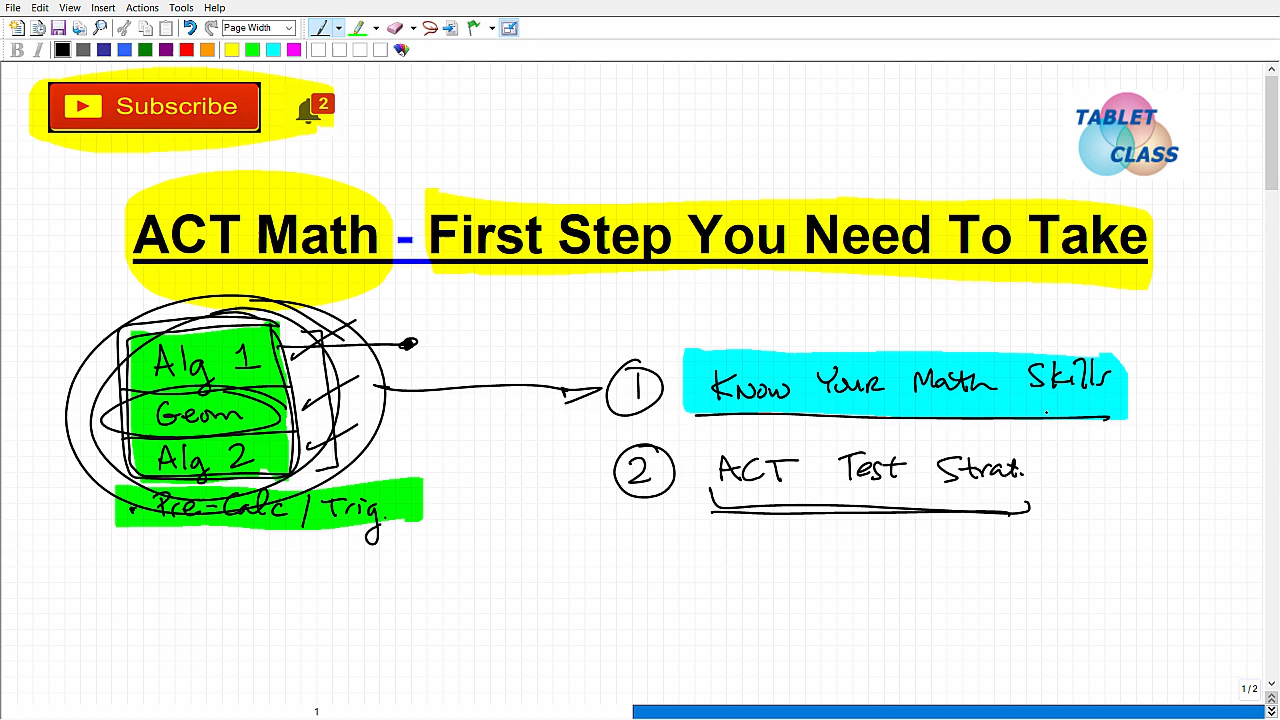 File Edit View Insert Actions Tools Help
Page Width
B I
Subscribe 2
TABLET
CLASS
ACT Math - First Step You Need To Take
Alg 1
Geom
Alg 2
• Pre-Calc / Trig.
1 Know Your Math Skills
2 ACT Test Strat.
1/2
1